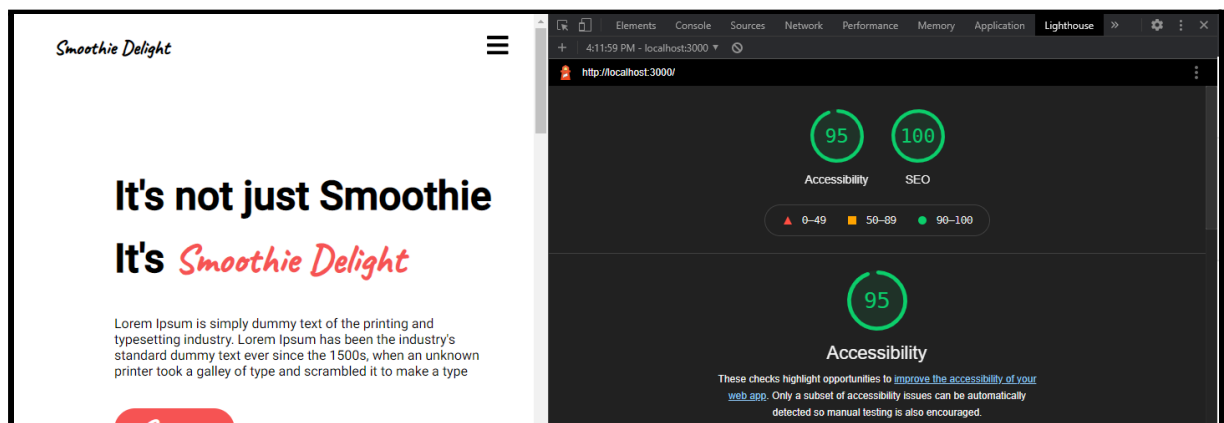 Smoothie Delight
It's not just Smoothie
It's Smoothie Delight
Lorem Ipsum is simply dummy text of the printing and
typesetting industry. Lorem Ipsum has been the industry's
standard dummy text ever since the 1500s, when an unknown
printer took a galley of type and scrambled it to make a type
Elements Console Sources Network Performance Memory Application Lighthouse »
+ 4:11:59 PM - localhost:3000 ▼
http://localhost:3000/
95 100
Accessibility SEO
0–49 50–89 90–100
95
Accessibility
These checks highlight opportunities to improve the accessibility of your
web app. Only a subset of accessibility issues can be automatically
detected so manual testing is also encouraged.